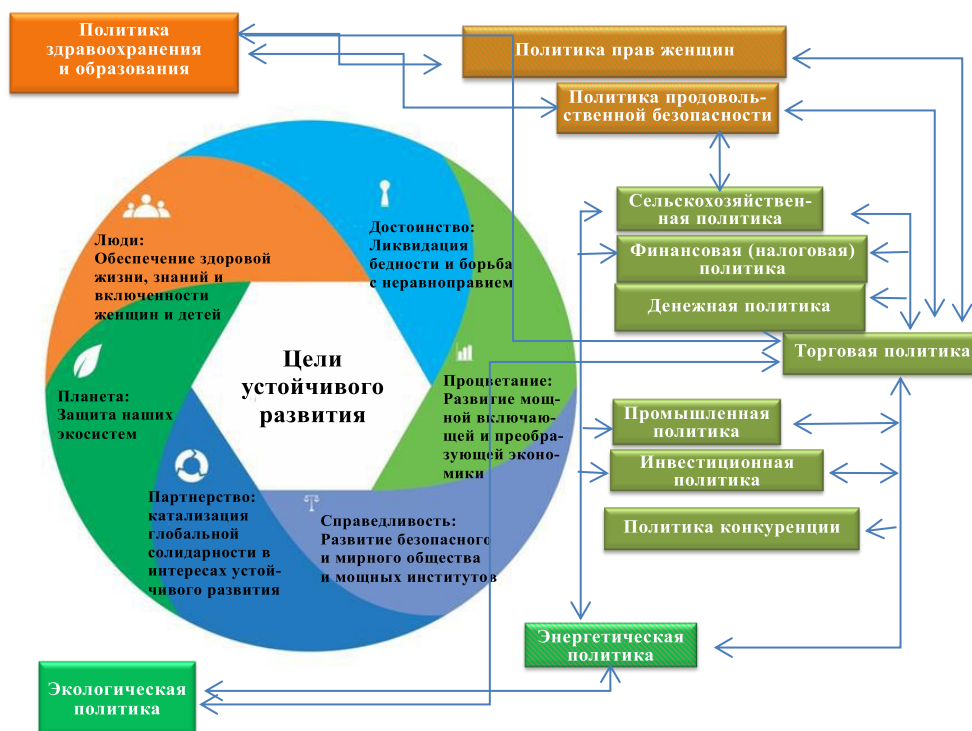 Политика
здравоохранения
и образования
Политика прав женщин
Политика продоволь-
ственной безопасности
Сельскохозяйствен-
ная политика
Финансовая (налоговая)
политика
Денежная политика
Торговая политика
Промышленная
политика
Инвестиционная
политика
Политика конкуренции
Энергетическая
политика
Экологическая
политика
Цели
устойчивого
развития
Люди:
Обеспечение здоровой
жизни, знаний и
включенности
женщин и детей
Достоинство:
Ликвидация
бедности и борьба
с неравноправием
Процветание:
Развитие мощ-
ной включаю-
щей и преобра-
зующей эконо-
мики
Справедливость:
Развитие безопасного
и мирного общества
и мощных институтов
Партнерство:
катализация
глобальной
солидарности в
интересах устой-
чивого развития
Планета:
Защита наших
экосистем